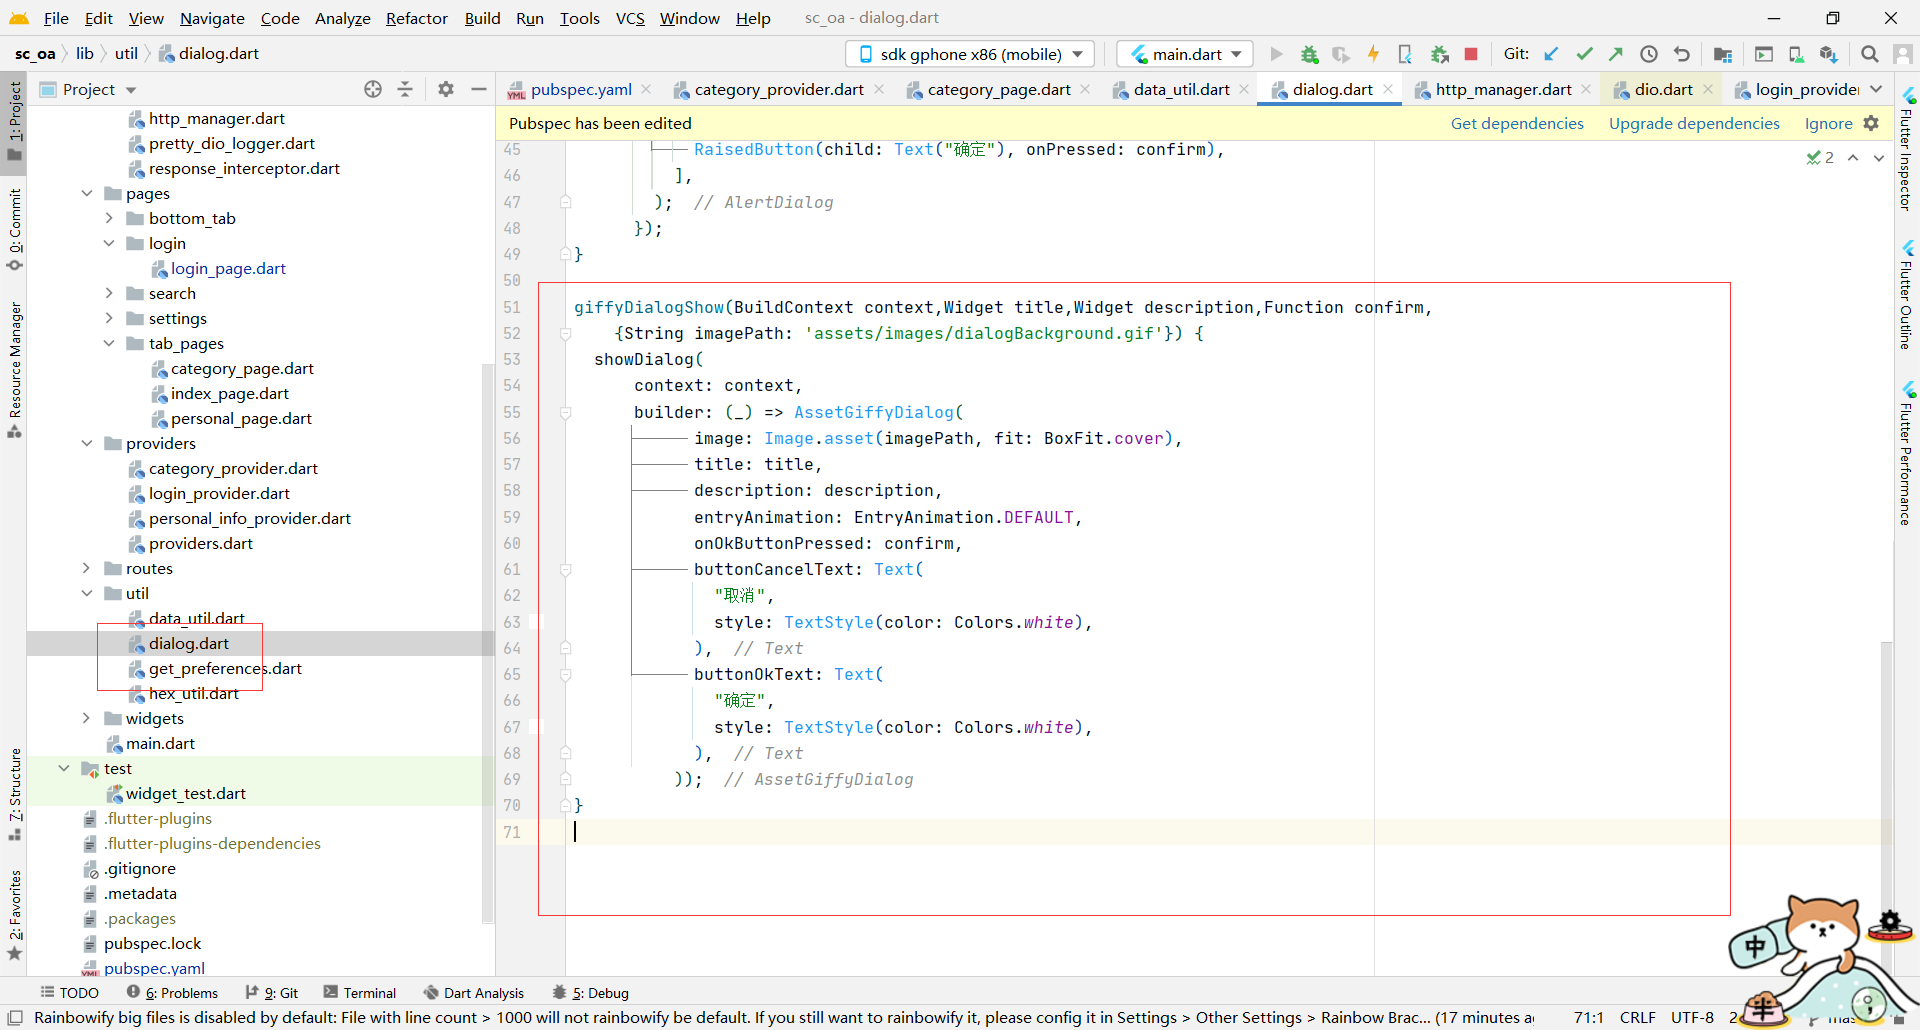 File Edit View Navigate Code Analyze Refactor Build Run Tools VCS Window Help sc_oa - dialog.dart
sc_oa lib util dialog.dart sdk gphone x86 (mobile) main.dart Git:
Project
pubspec.yaml category_provider.dart category_page.dart data_util.dart dialog.dart http_manager.dart dio.dart login_provider
Pubspec has been edited Get dependencies Upgrade dependencies Ignore
1: Project
0: Commit
Resource Manager
7: Structure
2: Favorites
http_manager.dart
pretty_dio_logger.dart
response_interceptor.dart
pages
bottom_tab
login
login_page.dart
search
settings
tab_pages
category_page.dart
index_page.dart
personal_page.dart
providers
category_provider.dart
login_provider.dart
personal_info_provider.dart
providers.dart
routes
util
data_util.dart
dialog.dart
get_preferences.dart
hex_util.dart
widgets
main.dart
test
widget_test.dart
.flutter-plugins
.flutter-plugins-dependencies
.gitignore
.metadata
.packages
pubspec.lock
pubspec.yaml
2
45 RaisedButton(child: Text("确定"), onPressed: confirm),
46 ],
47 ); // AlertDialog
48 });
49 }
50
51 giffyDialogShow(BuildContext context,Widget title,Widget description,Function confirm,
52 {String imagePath: 'assets/images/dialogBackground.gif'}) {
53 showDialog(
54 context: context,
55 builder: (_) => AssetGiffyDialog(
56 image: Image.asset(imagePath, fit: BoxFit.cover),
57 title: title,
58 description: description,
59 entryAnimation: EntryAnimation.DEFAULT,
60 onOkButtonPressed: confirm,
61 buttonCancelText: Text(
62 "取消",
63 style: TextStyle(color: Colors.white),
64 ), // Text
65 buttonOkText: Text(
66 "确定",
67 style: TextStyle(color: Colors.white),
68 ), // Text
69 )); // AssetGiffyDialog
70 }
71
Flutter Inspector
Flutter Outline
Flutter Performance
中
半
TODO 6: Problems 9: Git Terminal Dart Analysis 5: Debug
Rainbowify big files is disabled by default: File with line count > 1000 will not rainbowify be default. If you still want to rainbowify it, please config it in Settings > Other Settings > Rainbow Brac... (17 minutes a 71:1 CRLF UTF-8 2